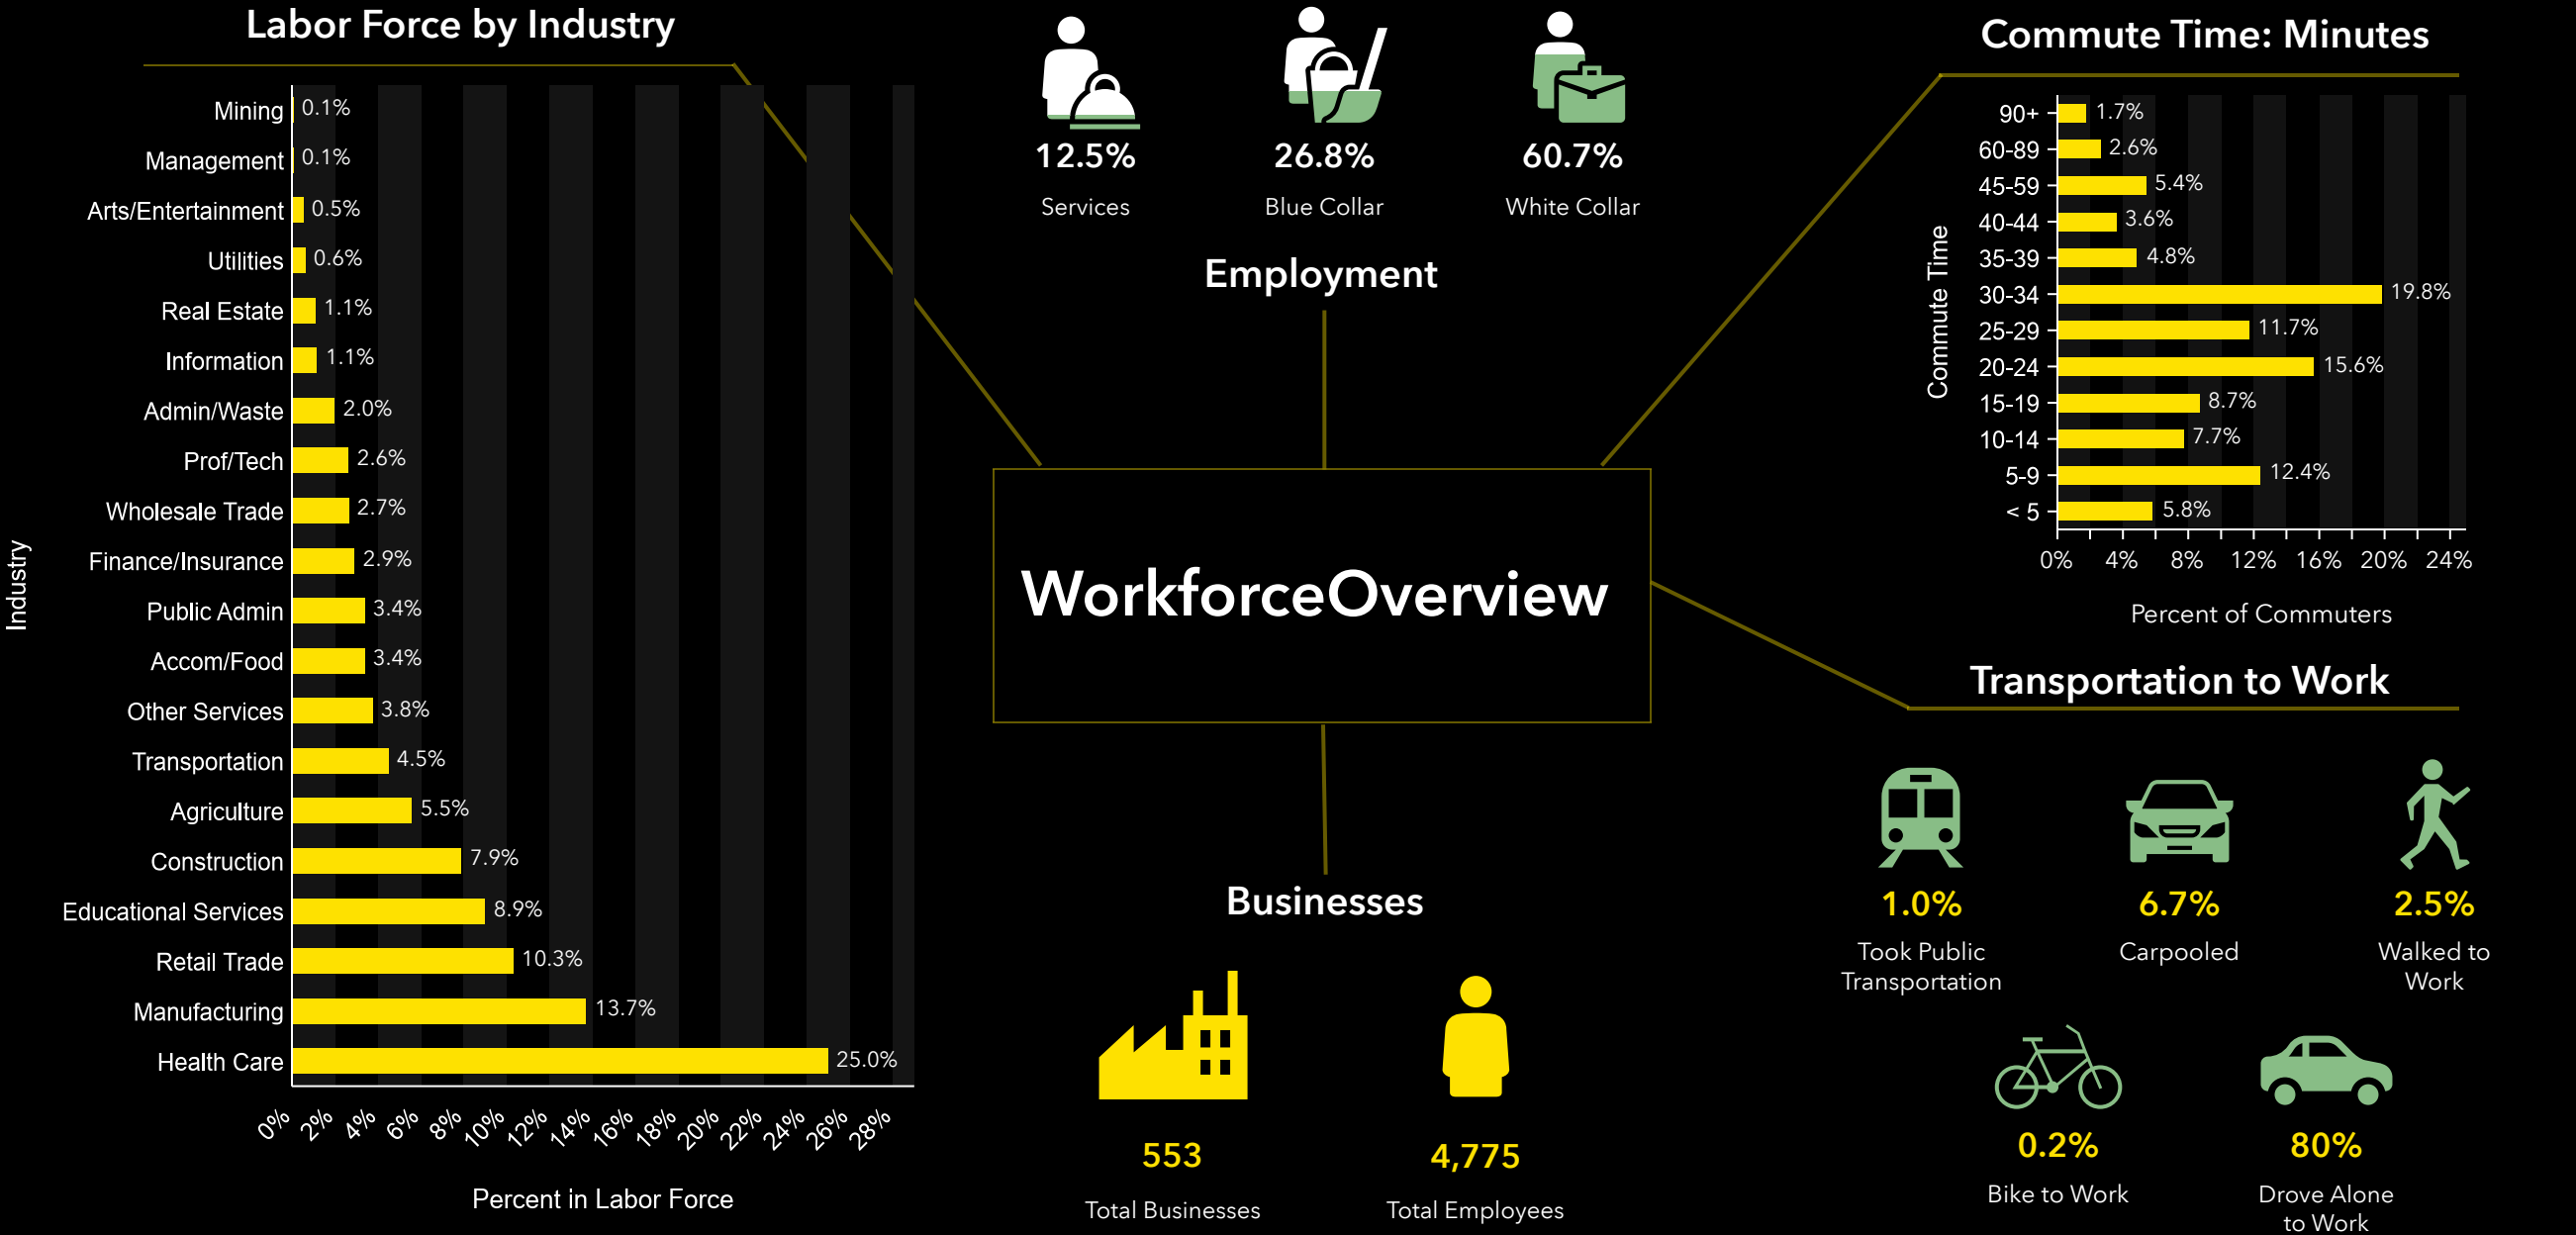 Labor Force by Industry
Industry
Mining 0.1%
Management 0.1%
Arts/Entertainment 0.5%
Utilities 0.6%
Real Estate 1.1%
Information 1.1%
Admin/Waste 2.0%
Prof/Tech 2.6%
Wholesale Trade 2.7%
Finance/Insurance 2.9%
Public Admin 3.4%
Accom/Food 3.4%
Other Services 3.8%
Transportation 4.5%
Agriculture 5.5%
Construction 7.9%
Educational Services 8.9%
Retail Trade 10.3%
Manufacturing 13.7%
Health Care 25.0%
0% 2% 4% 6% 8% 10% 12% 14% 16% 18% 20% 22% 24% 26% 28%
Percent in Labor Force
12.5% 26.8% 60.7%
Services Blue Collar White Collar
Employment
WorkforceOverview
Businesses
553 4,775
Total Businesses Total Employees
Commute Time: Minutes
Commute Time
90+ 1.7%
60-89 2.6%
45-59 5.4%
40-44 3.6%
35-39 4.8%
30-34 19.8%
25-29 11.7%
20-24 15.6%
15-19 8.7%
10-14 7.7%
5-9 12.4%
< 5 5.8%
0% 4% 8% 12% 16% 20% 24%
Percent of Commuters
Transportation to Work
1.0% 6.7% 2.5%
Took Public Carpooled Walked to
Transportation Work
0.2% 80%
Bike to Work Drove Alone
to Work